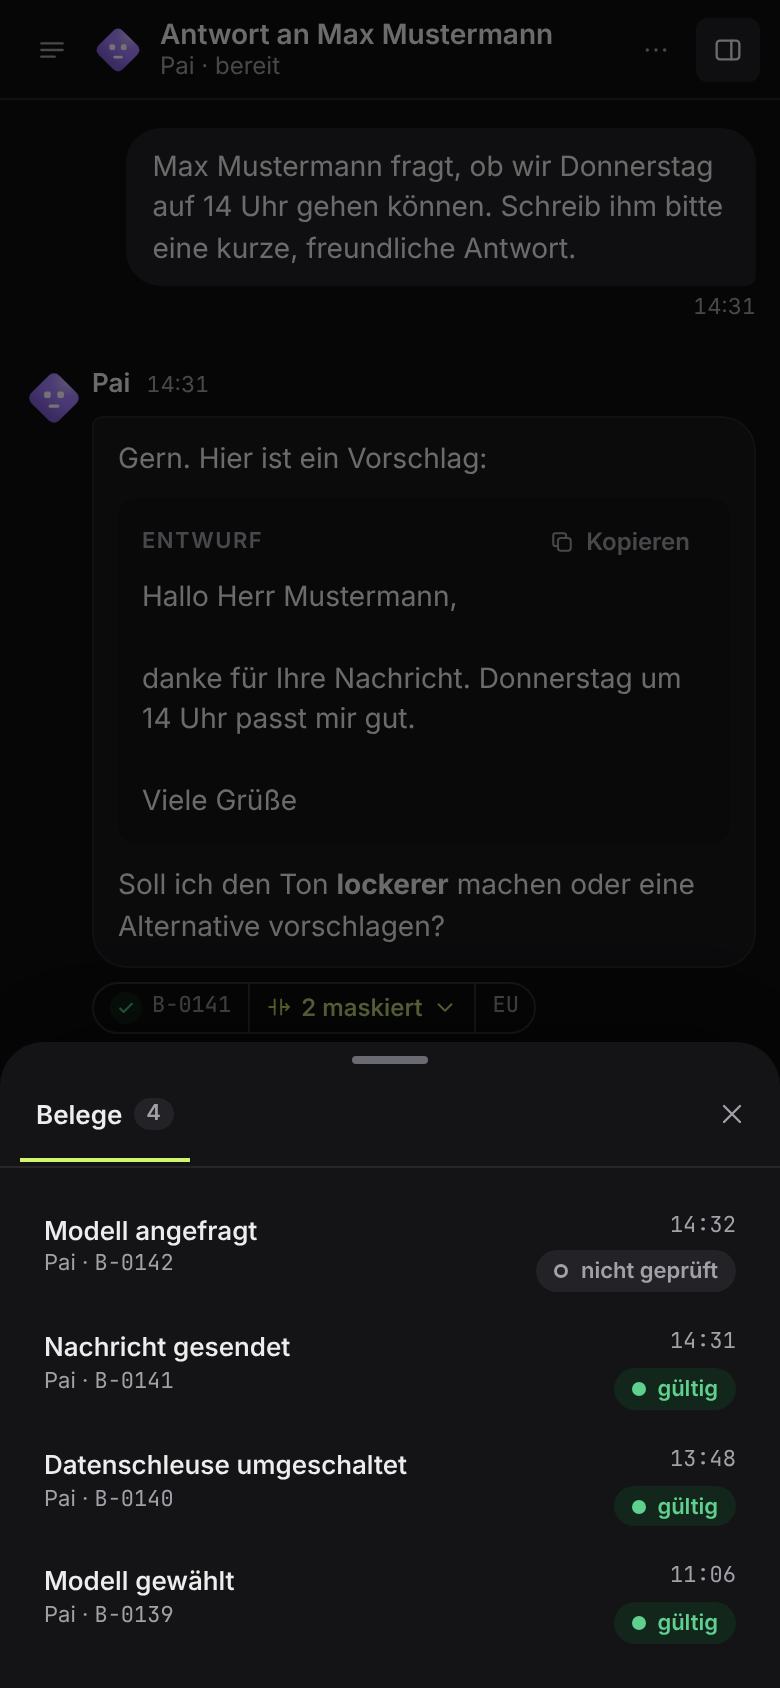 Antwort an Max Mustermann
Pai · bereit
Max Mustermann fragt, ob wir Donnerstag
auf 14 Uhr gehen können. Schreib ihm bitte
eine kurze, freundliche Antwort.
14:31
Pai 14:31
Gern. Hier ist ein Vorschlag:
ENTWURF
Kopieren
Hallo Herr Mustermann,
danke für Ihre Nachricht. Donnerstag um
14 Uhr passt mir gut.
Viele Grüße
Soll ich den Ton lockerer machen oder eine
Alternative vorschlagen?
B-0141 2 maskiert EU
Belege 4
Modell angefragt 14:32
Pai · B-0142 nicht geprüft
Nachricht gesendet 14:31
Pai · B-0141 gültig
Datenschleuse umgeschaltet 13:48
Pai · B-0140 gültig
Modell gewählt 11:06
Pai · B-0139 gültig